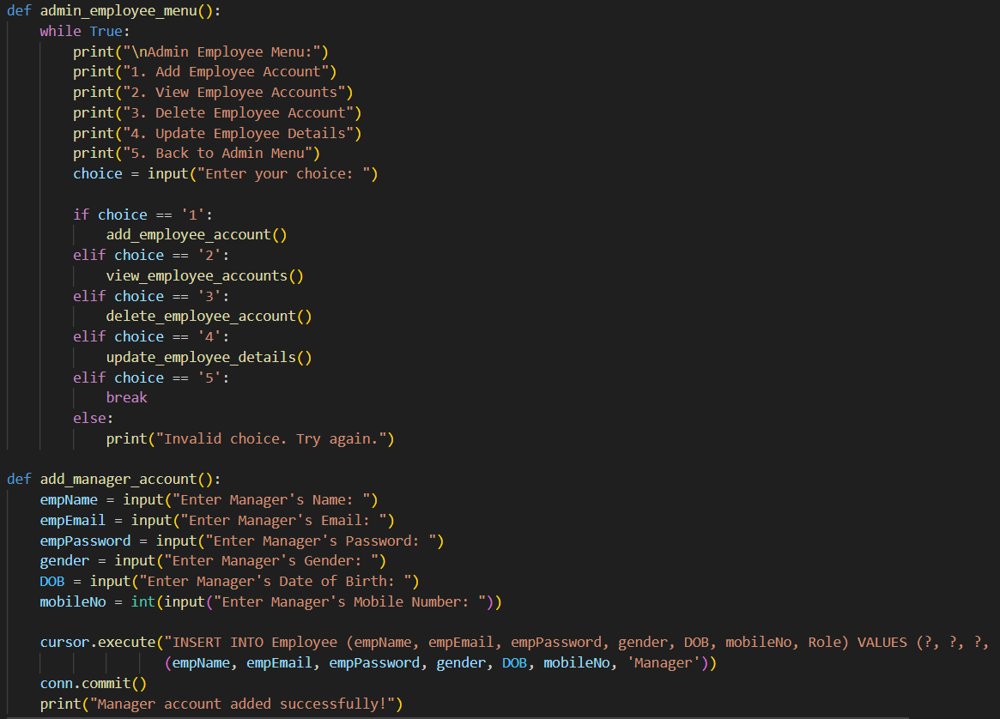 def admin_employee_menu():
    while True:
        print("\nAdmin Employee Menu:")
        print("1. Add Employee Account")
        print("2. View Employee Accounts")
        print("3. Delete Employee Account")
        print("4. Update Employee Details")
        print("5. Back to Admin Menu")
        choice = input("Enter your choice: ")

        if choice == '1':
            add_employee_account()
        elif choice == '2':
            view_employee_accounts()
        elif choice == '3':
            delete_employee_account()
        elif choice == '4':
            update_employee_details()
        elif choice == '5':
            break
        else:
            print("Invalid choice. Try again.")

def add_manager_account():
    empName = input("Enter Manager's Name: ")
    empEmail = input("Enter Manager's Email: ")
    empPassword = input("Enter Manager's Password: ")
    gender = input("Enter Manager's Gender: ")
    DOB = input("Enter Manager's Date of Birth: ")
    mobileNo = int(input("Enter Manager's Mobile Number: "))

    cursor.execute("INSERT INTO Employee (empName, empEmail, empPassword, gender, DOB, mobileNo, Role) VALUES (?, ?, ?,
                   (empName, empEmail, empPassword, gender, DOB, mobileNo, 'Manager'))
    conn.commit()
    print("Manager account added successfully!")